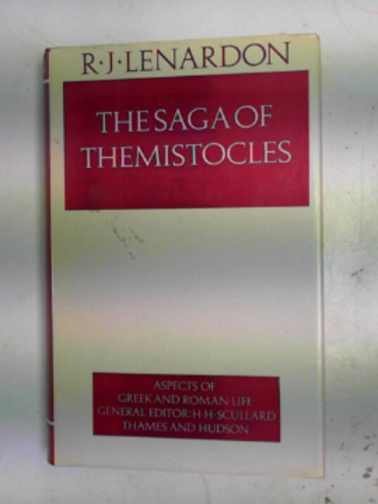 R·J·LENARDON
THE SAGA OF
THEMISTOCLES
ASPECTS OF
GREEK AND ROMAN LIFE
GENERAL EDITOR: H·H·SCULLARD
THAMES AND HUDSON